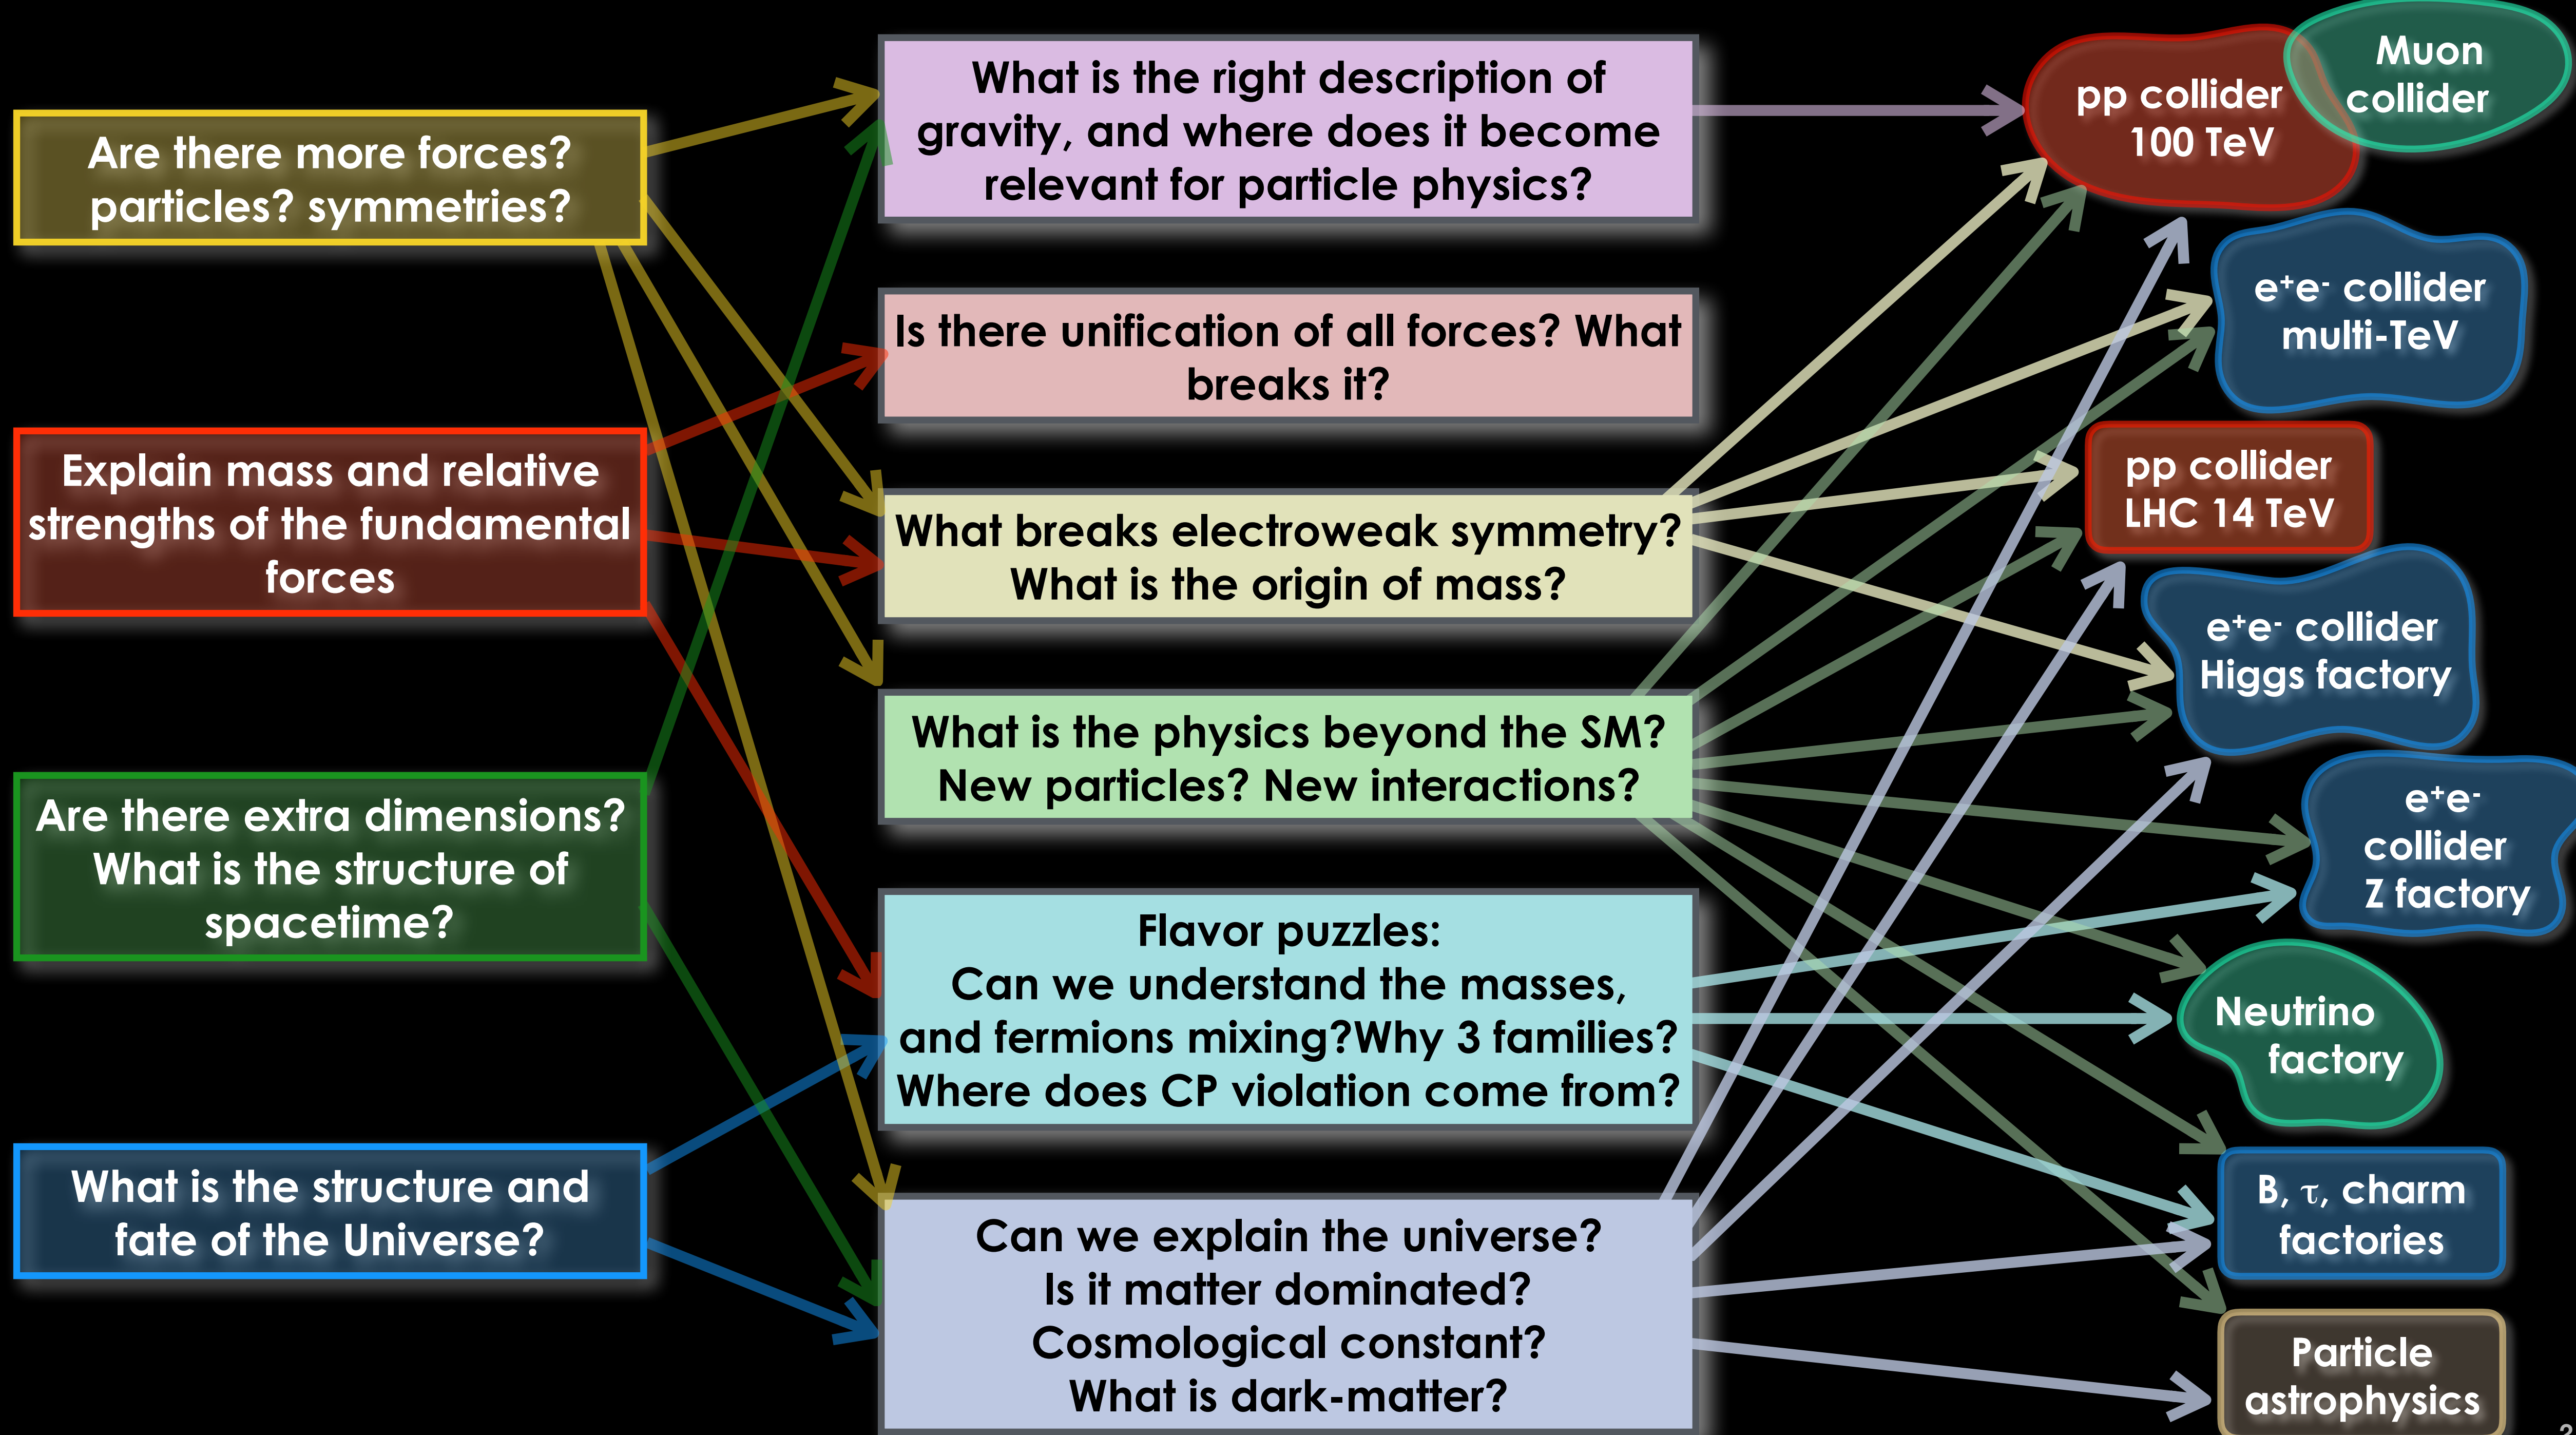 Are there more forces?
particles? symmetries?
Explain mass and relative
strengths of the fundamental
forces
Are there extra dimensions?
What is the structure of
spacetime?
What is the structure and
fate of the Universe?
What is the right description of
gravity, and where does it become
relevant for particle physics?
Is there unification of all forces? What
breaks it?
What breaks electroweak symmetry?
What is the origin of mass?
What is the physics beyond the SM?
New particles? New interactions?
Flavor puzzles:
Can we understand the masses,
and fermions mixing?Why 3 families?
Where does CP violation come from?
Can we explain the universe?
Is it matter dominated?
Cosmological constant?
What is dark-matter?
pp collider
100 TeV
Muon
collider
e⁺e⁻ collider
multi-TeV
pp collider
LHC 14 TeV
e⁺e⁻ collider
Higgs factory
e⁺e⁻
collider
Z factory
Neutrino
factory
B, τ, charm
factories
Particle
astrophysics